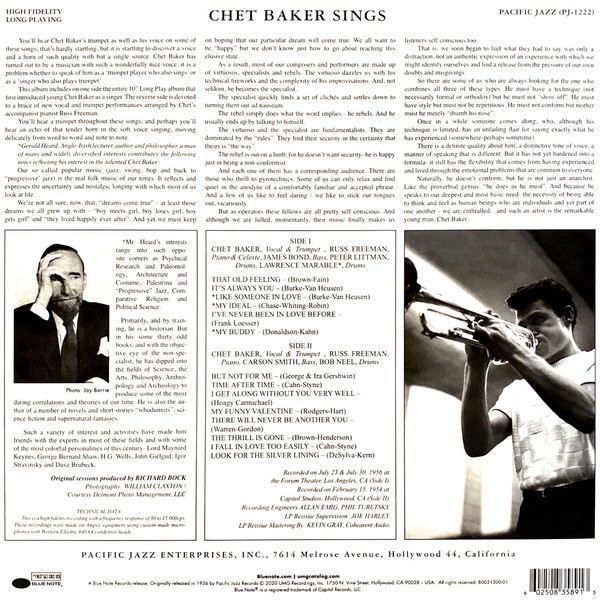 HIGH FIDELITY
LONG PLAYING
CHET BAKER SINGS
PACIFIC JAZZ (PJ-1222)
You'll hear Chet Baker's trumpet as well as his voice on some of
these songs; that's hardly startling, but it is startling to discover a voice
and a horn of such quality with but a single source. Chet Baker has
turned out to be a musician with such a wonderfully nice voice, it is a
problem whether to speak of him as a 'trumpet player who also sings' or
as a 'singer who also plays trumpet'.
This album includes on one side the entire 10" Long Play album that
first introduced young Chet Baker as a singer. The reverse side is devoted
to a brace of new vocal and trumpet performances arranged by Chet's
accompanist pianist Russ Freeman.
You'll hear a trumpet throughout these songs, and perhaps you'll
hear an echo of that tender horn in the soft voice singing, moving
delicately from word to word and note to note.
*Gerald Heard, Anglo-Irish lecturer, author and philosopher, a man
of many and widely diversified interests contributes the following
notes reflecting his interest in the talented Chet Baker:
Our so called popular music (jazz, swing, bop and back to
"progressive" jazz) is the real folk music of our times. It reflects and
expresses the uncertainty and nostalgic longing with which most of us
look at life.
We're not all sure, now, that, "dreams come true" - at least those
dreams we all grew up with – "boy meets girl, boy loses girl, boy
gets girl" and "they lived happily ever after". And yet we must keep
on hoping that our particular dream will come true. We all want to
be "happy" but we don't know just how to go about reaching this
elusive state.
As a result, most of our composers and performers are made up
of virtuosos, specialists and rebels. The virtuoso dazzles us with his
technical fireworks and the complexity of his improvisations. And, not
seldom, he becomes the specialist.
The specialist quickly finds a set of clichés and settles down to
turning them out ad nauseam.
The rebel simply does what the word implies - he rebels. And he
usually ends up by talking to himself.
The virtuoso and the specialist are fundamentalists. They are
dominated by the "rules". They find their security in the certainty that
theirs is "the way".
The rebel is out on a limb, for he doesn't want security- he is happy
just in being a non-conformist.
And each one of them has a corresponding audience. There are
those who thrill to pyrotechnics. Some of us can only relax and find
quiet in the anodyne of a comfortably familiar and accepted phrase.
And a few of us like to feel daring – we like to stick our tongues
out, vicariously.
But as operators these fellows are all pretty self conscious. And
although we are lulled, momentarily, their music finally makes us
listeners self conscious too.
That is, we soon begin to feel what they had to say was only a
distraction, not an authentic expression of an experience with which we
might identify ourselves and find a release from the pressure of our own
doubts and misgivings.
So there are some of us who are always looking for the one who
combines all three of these types. He must have a technique (not
necessarily formal or orthodox) but he must not "show off". He must
have style but must not be repetitious. He must not conform but neither
must he merely "thumb his nose".
Once in a while someone comes along, who, although his
technique is limited, has an unfailing flair for saying exactly what he
has experienced (somewhere-perhaps sometime).
There is a definite quality about him; a distinctive tone of voice, a
manner of speaking that is different. But it has not yet hardened into a
formula- it still has the flexibility that comes from having experienced
and lived through the emotional problems that are common to everyone.
Naturally, he doesn't conform, but he is not just an anarchist.
Like the proverbial genius, "he does as he must". And because he
speaks to our deepest and most basic need- the necessity of being able
to think and feel as human beings who are individuals and yet part of
one another – we are enthralled ...and such an artist is the remarkable
young man, Chet Baker.
*Mr. Heard's interests
range into such oppo-
site corners as Psychical
Research and Paleontol-
ogy, Architecture and
Costume, Palestrina and
"Progressive" Jazz, Com-
parative Religion and
Political Science.
Primarily, and by train-
ing, he is a historian. But
in his some thirty odd
books, and with the objec-
tive eye of the non-spe-
cialist, he has dipped into
the fields of Science, the
Arts, Philosophy, Anthro-
pology and Archeology to
produce some of the most
Photo: Jay Barrie
daring correlations and theories of our time. He is also the au-
thor of a number of novels and short stories "whodunnits", sci-
ence fiction and supernatural fantasies.
Such a variety of interest and activities have made him
friends with the experts in most of these fields and with some
of the most colorful personalities of this century- Lord Maynard
Keynes, George Bernard Shaw, H.G. Wells, John Gielgud, Igor
Stravinsky and Dave Brubeck.
Original sessions produced by RICHARD BOCK
Photography WILLIAM CLAXTON /
Courtesy Demont Photo Management, LLC
TECHNICAL DATA
This is a high fidelity recording with a frequency response of 30 to 15,000cps.
These recordings were made on Ampex equipment using custom made micro-
phones with Western Electric 640AA condenser heads.
SIDE I
CHET BAKER, Vocal & Trumpet , RUSS FREEMAN,
Piano & Celeste, JAMES BOND, Bass, PETER LITTMAN,
Drums, LAWRENCE MARABLE*, Drums
THAT OLD FEELING – (Brown-Fain)
IT'S ALWAYS YOU – (Burke-Van Heusen)
*LIKE SOMEONE IN LOVE – (Burke-Van Heusen)
*MY IDEAL – (Chase-Whiting-Robin)
I'VE NEVER BEEN IN LOVE BEFORE –
(Frank Loesser)
*MY BUDDY – (Donaldson-Kahn)
SIDE II
CHET BAKER, Vocal & Trumpet , RUSS FREEMAN,
Piano, CARSON SMITH, Bass, BOB NEEL, Drums
BUT NOT FOR ME – (George & Ira Gershwin)
TIME AFTER TIME – (Cahn-Styne)
I GET ALONG WITHOUT YOU VERY WELL –
(Hoagy Carmichael)
MY FUNNY VALENTINE – (Rodgers-Hart)
THERE WILL NEVER BE ANOTHER YOU –
(Warren-Gordon)
THE THRILL IS GONE – (Brown-Henderson)
I FALL IN LOVE TOO EASILY – (Cahn-Styne)
LOOK FOR THE SILVER LINING – (DeSylva-Kern)
Recorded on July 23 & July 30, 1956 at
the Forum Theater, Los Angeles, CA (Side I)
Recorded on February 15, 1954 at
Capitol Studios, Hollywood, CA (Side II)
Recording Engineers ALLAN EMIG, PHIL TURETSKY
LP Reissue Supervision JOE HARLEY
LP Reissue Mastering By KEVIN GRAY, Cohearent Audio
PACIFIC JAZZ ENTERPRISES, INC., 7614 Melrose Avenue, Hollywood 44, California
BLUE NOTE
Bluenote.com | umgcatalog.com
A Blue Note Records release, Originally released in 1956 by Pacific Jazz Records © 2020 UMG Recordings, Inc. 1750 N. Vine Street, Hollywood, CA 90028 – USA. All rights reserved. B0031300-01
Blue Note® is a registered trademark of Capitol Records, LLC
6 02508 35891 3